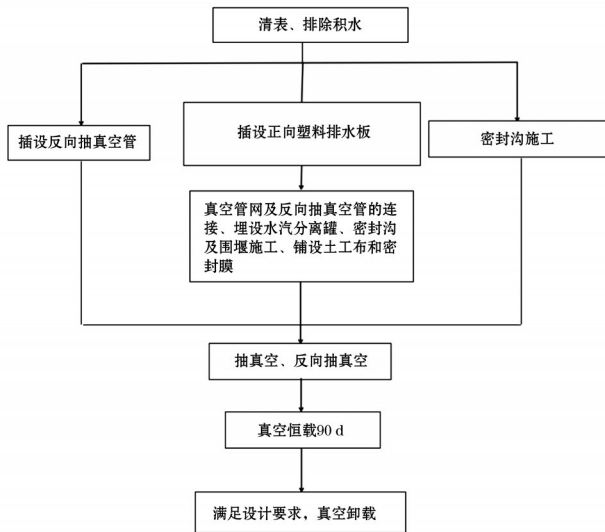 清表、排除积水
插设反向抽真空管
插设正向塑料排水板
密封沟施工
真空管网及反向抽真空管的连
接、埋设水汽分离罐、密封沟
及围堰施工、铺设土工布和密
封膜
抽真空、反向抽真空
真空恒载90 d
满足设计要求，真空卸载